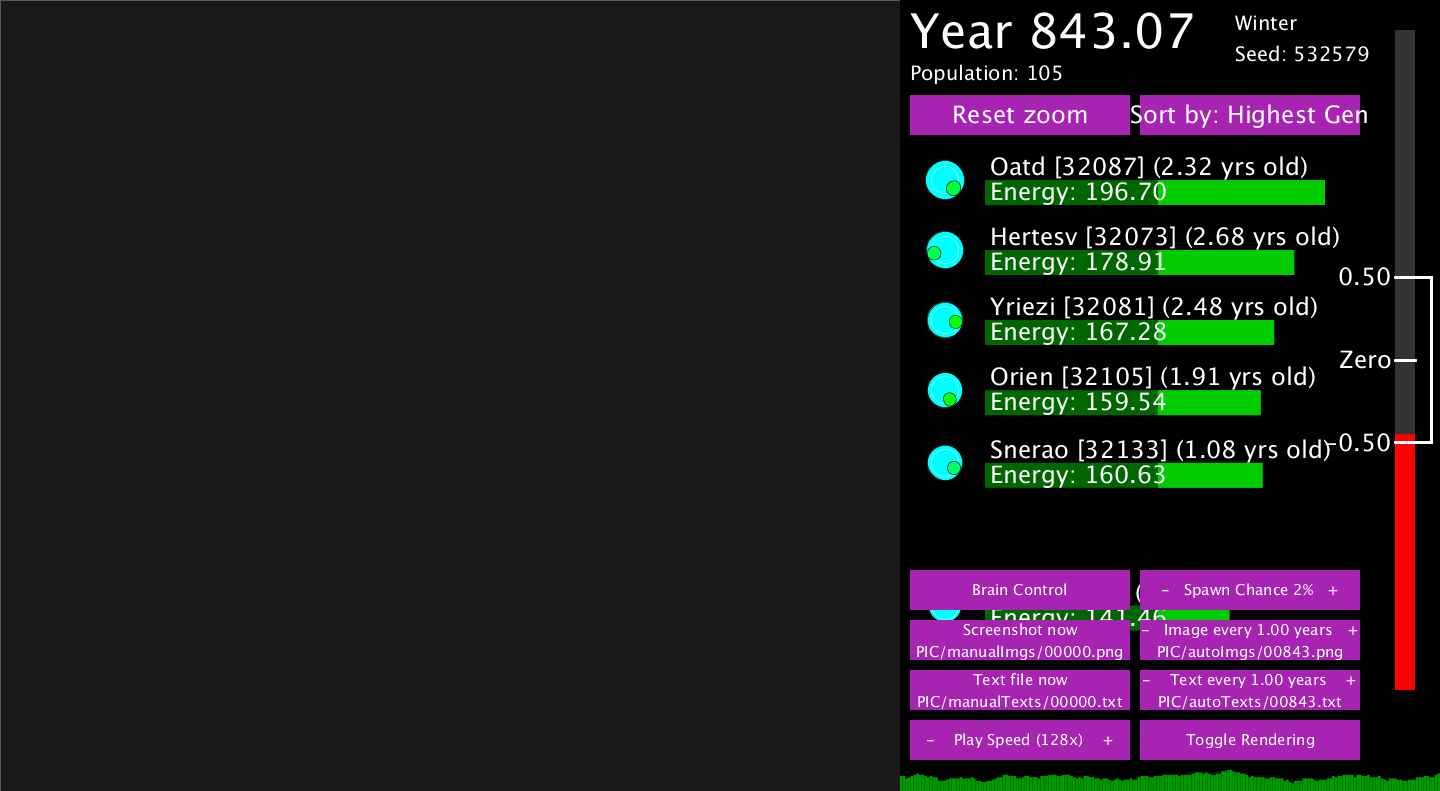 Year 843.07
Winter
Seed: 532579
Population: 105
Reset zoom
Sort by: Highest Gen
Oatd [32087] (2.32 yrs old)
Energy: 196.70
Hertesv [32073] (2.68 yrs old)
Energy: 178.91
0.50
Yriezi [32081] (2.48 yrs old)
Energy: 167.28
Zero
Orien [32105] (1.91 yrs old)
Energy: 159.54
-0.50
Snerao [32133] (1.08 yrs old)
Energy: 160.63
Brain Control
- Spawn Chance 2% +
Energy: 141.46
Screenshot now
PIC/manualImgs/00000.png
- Image every 1.00 years +
PIC/autoImgs/00843.png
Text file now
PIC/manualTexts/00000.txt
- Text every 1.00 years +
PIC/autoTexts/00843.txt
- Play Speed (128x) +
Toggle Rendering